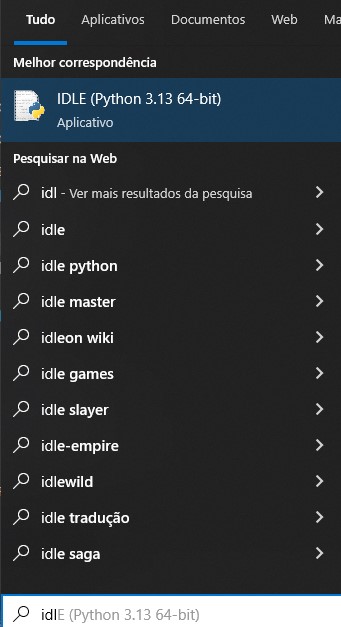 Tudo Aplicativos Documentos Web Ma
Melhor correspondência
IDLE (Python 3.13 64-bit)
Aplicativo
Pesquisar na Web
idl - Ver mais resultados da pesquisa
idle
idle python
idle master
idleon wiki
idle games
idle slayer
idle-empire
idlewild
idle tradução
idle saga
idlE (Python 3.13 64-bit)